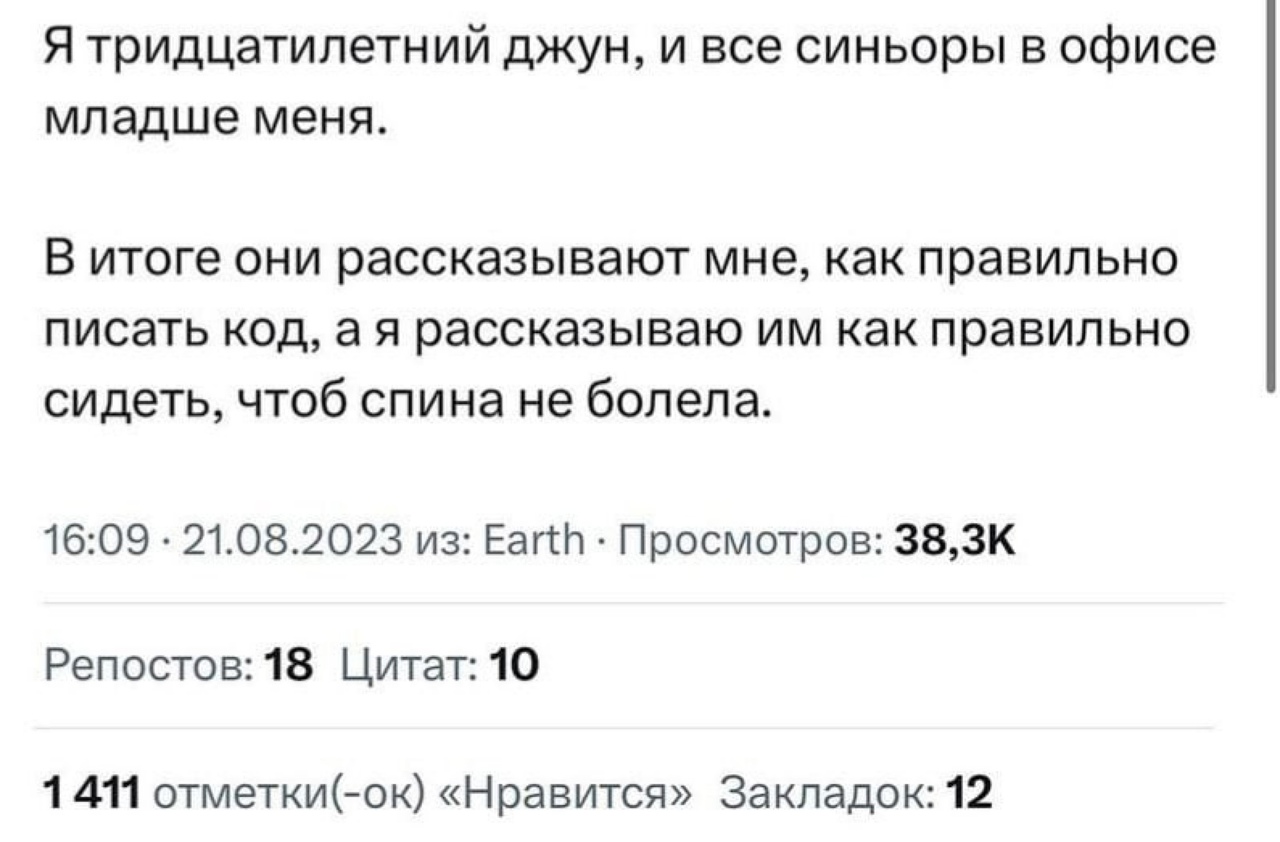 Я тридцатилетний джун, и все синьоры в офисе
младше меня.
В итоге они рассказывают мне, как правильно
писать код, а я рассказываю им как правильно
сидеть, чтоб спина не болела.
16:09 · 21.08.2023 из: Earth · Просмотров: 38,3K
Репостов: 18 Цитат: 10
1 411 отметки(-ок) «Нравится» Закладок: 12